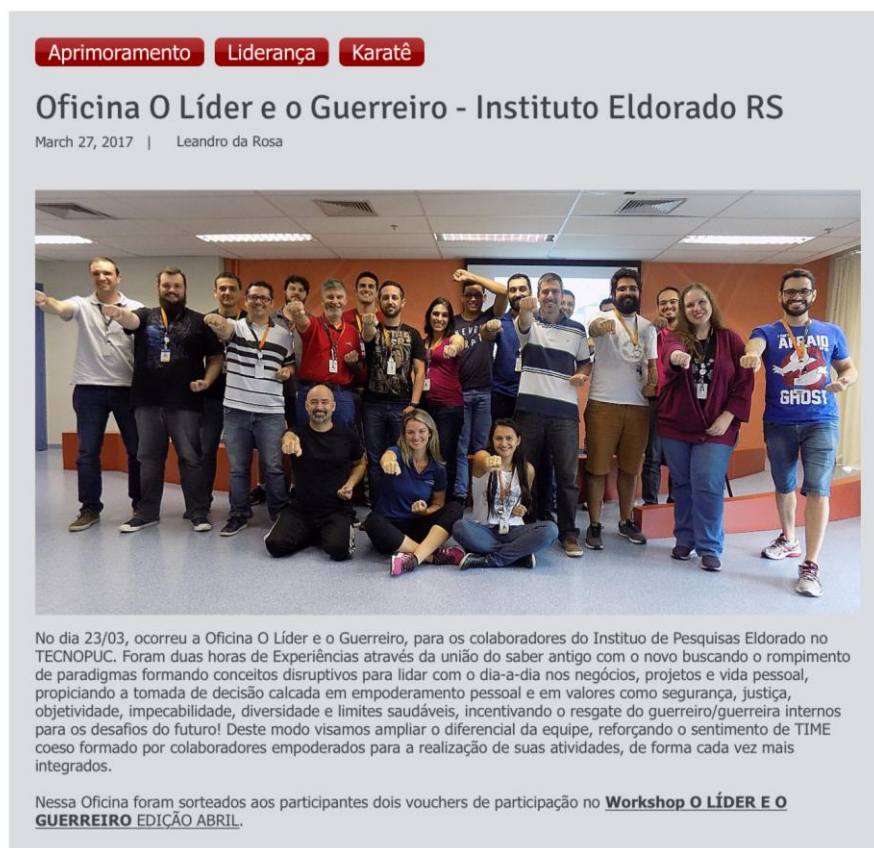 Aprimoramento Liderança Karatê
Oficina O Líder e o Guerreiro - Instituto Eldorado RS
March 27, 2017 | Leandro da Rosa
AFRAID
GHOST
No dia 23/03, ocorreu a Oficina O Líder e o Guerreiro, para os colaboradores do Instituo de Pesquisas Eldorado no
TECNOPUC. Foram duas horas de Experiências através da união do saber antigo com o novo buscando o rompimento
de paradigmas formando conceitos disruptivos para lidar com o dia-a-dia nos negócios, projetos e vida pessoal,
propiciando a tomada de decisão calcada em empoderamento pessoal e em valores como segurança, justiça,
objetividade, impecabilidade, diversidade e limites saudáveis, incentivando o resgate do guerreiro/guerreira internos
para os desafios do futuro! Deste modo visamos ampliar o diferencial da equipe, reforçando o sentimento de TIME
coeso formado por colaboradores empoderados para a realização de suas atividades, de forma cada vez mais
integrados.
Nessa Oficina foram sorteados aos participantes dois vouchers de participação no Workshop O LÍDER E O
GUERREIRO EDIÇÃO ABRIL.